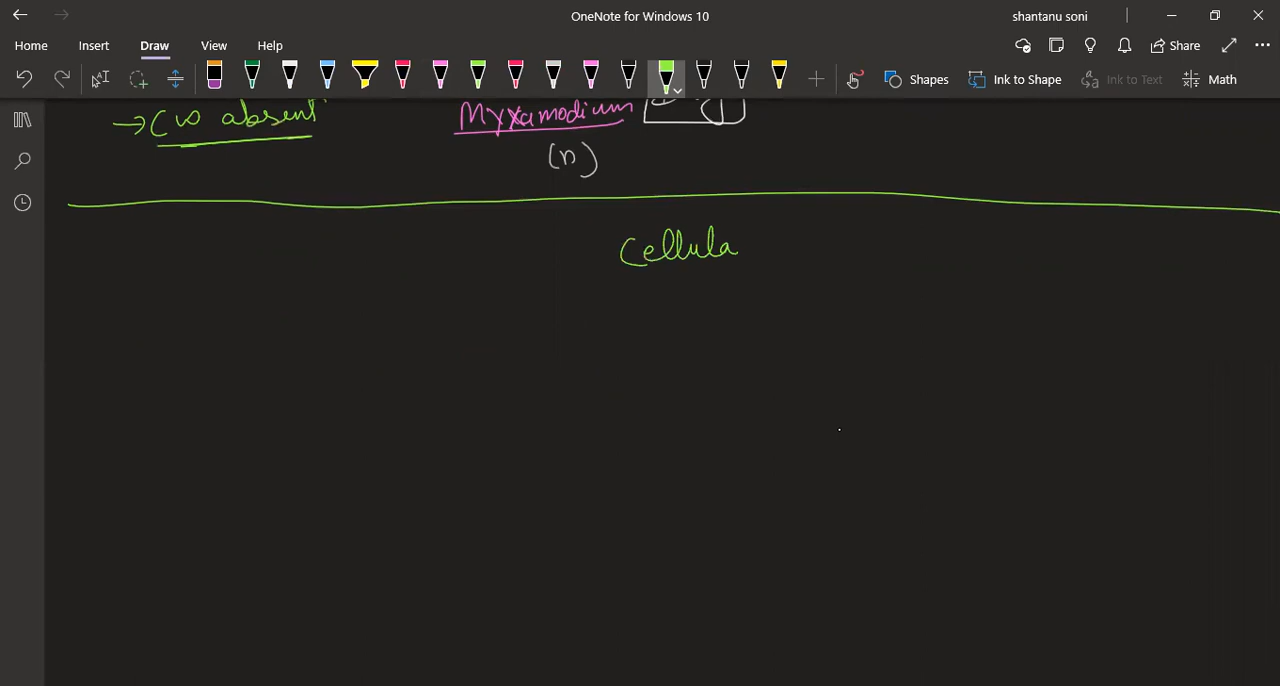 OneNote for Windows 10
shantanu soni
Home Insert Draw View Help
Share
Shapes Ink to Shape Ink to Text Math
→ C w absent
Myxamodium
(n)
Cellula